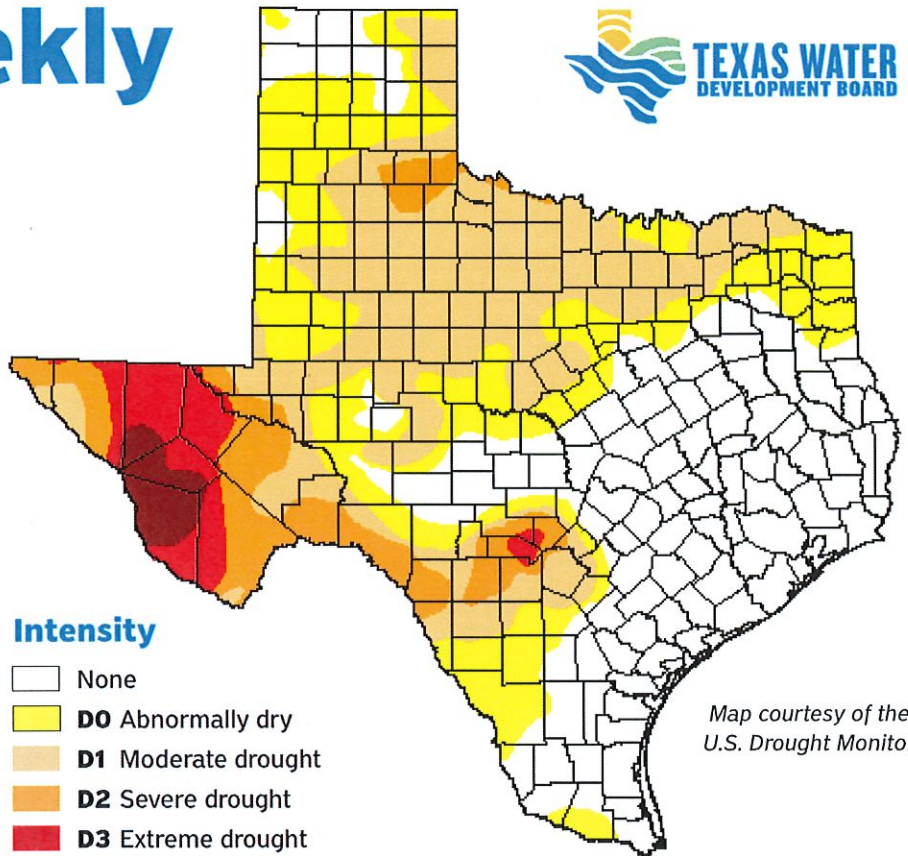 ekly
TEXAS WATER
DEVELOPMENT BOARD
Intensity
None
D0 Abnormally dry
D1 Moderate drought
D2 Severe drought
D3 Extreme drought
Map courtesy of the
U.S. Drought Monito